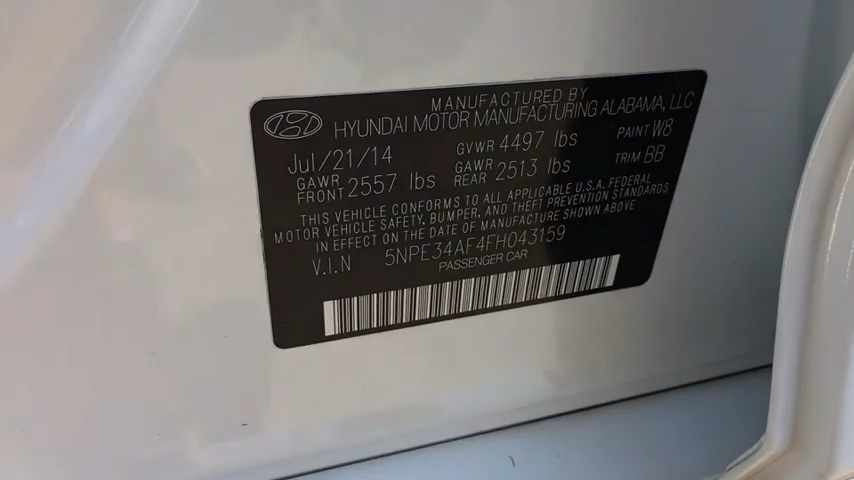 MANUFACTURED BY
HYUNDAI MOTOR MANUFACTURING ALABAMA, LLC
Jul/21/14 GVWR 4497 lbs PAINT W8
GAWR FRONT 2557 lbs GAWR REAR 2513 lbs TRIM BB
THIS VEHICLE CONFORMS TO ALL APPLICABLE U.S.A. FEDERAL
MOTOR VEHICLE SAFETY, BUMPER, AND THEFT PREVENTION STANDARDS
IN EFFECT ON THE DATE OF MANUFACTURE SHOWN ABOVE
V.I.N 5NPE34AF4FH043159
PASSENGER CAR